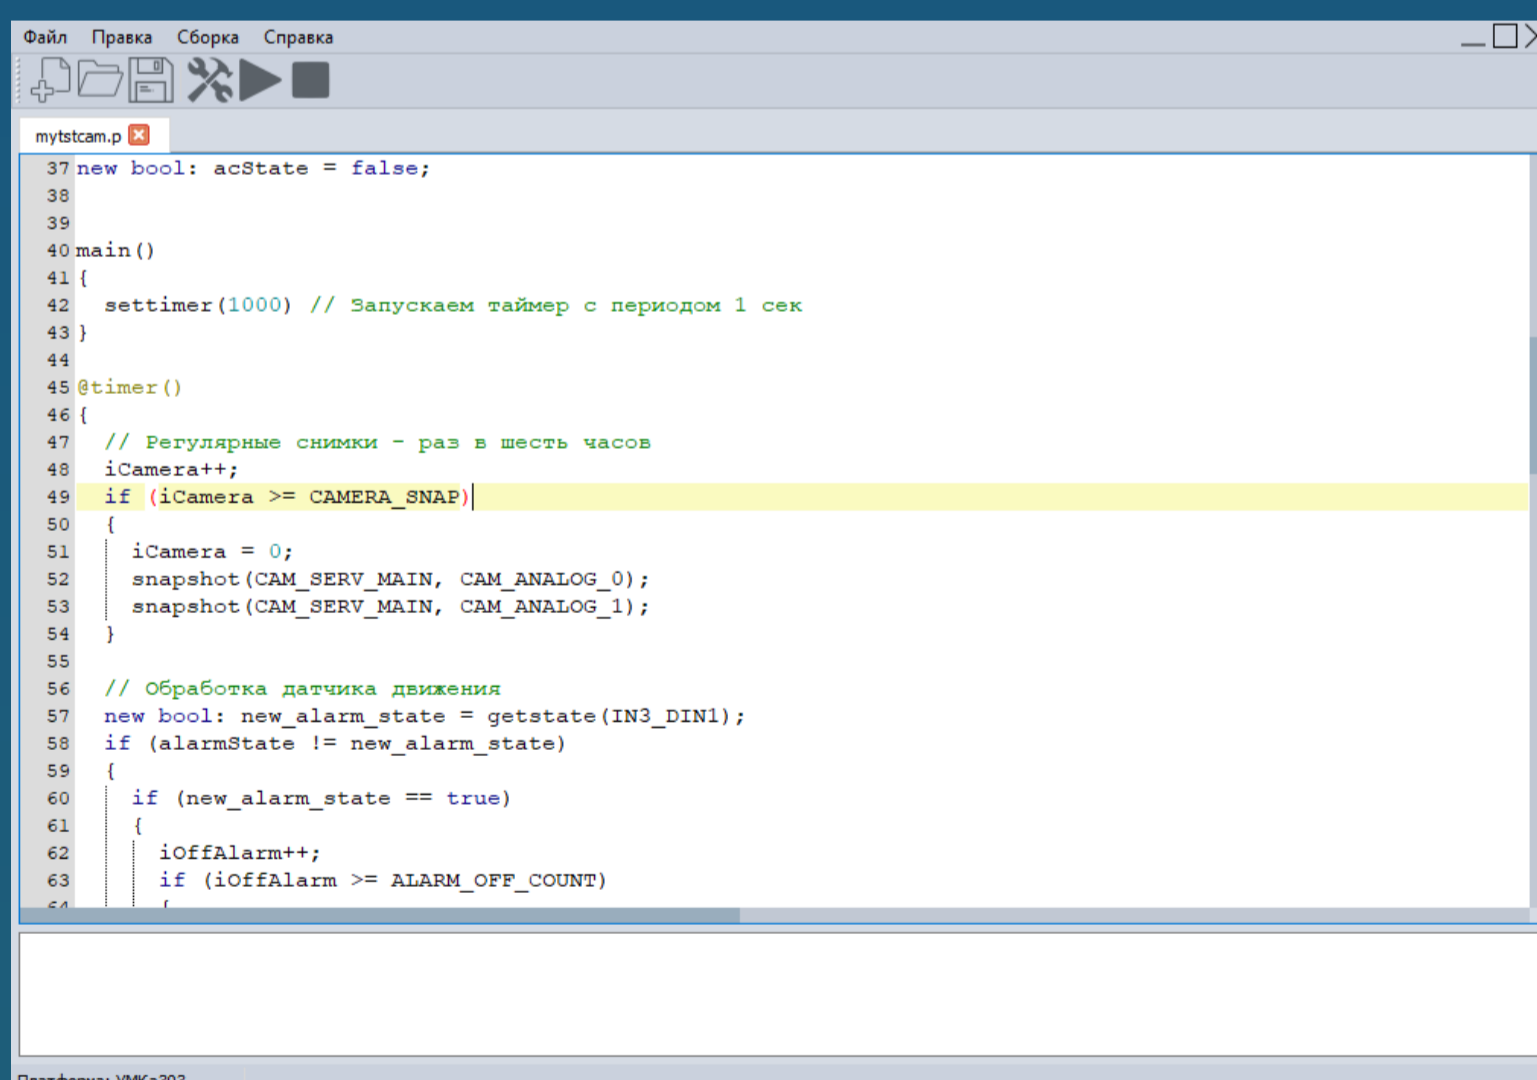 Файл Правка Сборка Справка
mytstcam.p
37 new bool: acState = false;
38
39
40 main()
41 {
42 settimer(1000) // Запускаем таймер с периодом 1 сек
43 }
44
45 @timer()
46 {
47 // Регулярные снимки - раз в шесть часов
48 iCamera++;
49 if (iCamera >= CAMERA_SNAP)
50 {
51 iCamera = 0;
52 snapshot(CAM_SERV_MAIN, CAM_ANALOG_0);
53 snapshot(CAM_SERV_MAIN, CAM_ANALOG_1);
54 }
55
56 // Обработка датчика движения
57 new bool: new_alarm_state = getstate(IN3_DIN1);
58 if (alarmState != new_alarm_state)
59 {
60 if (new_alarm_state == true)
61 {
62 iOffAlarm++;
63 if (iOffAlarm >= ALARM_OFF_COUNT)
64 {
Платформа: